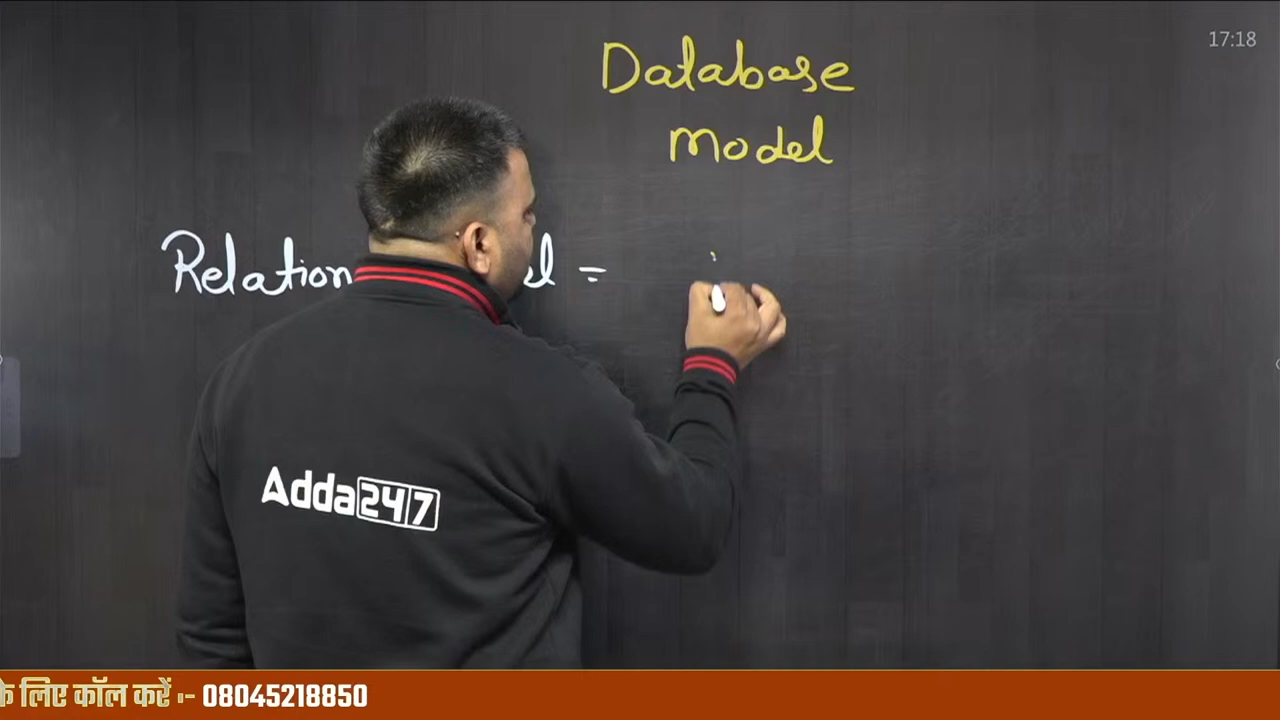 17:18
Database
Model
Relation =
Adda247
के लिए कॉल करें :- 08045218850